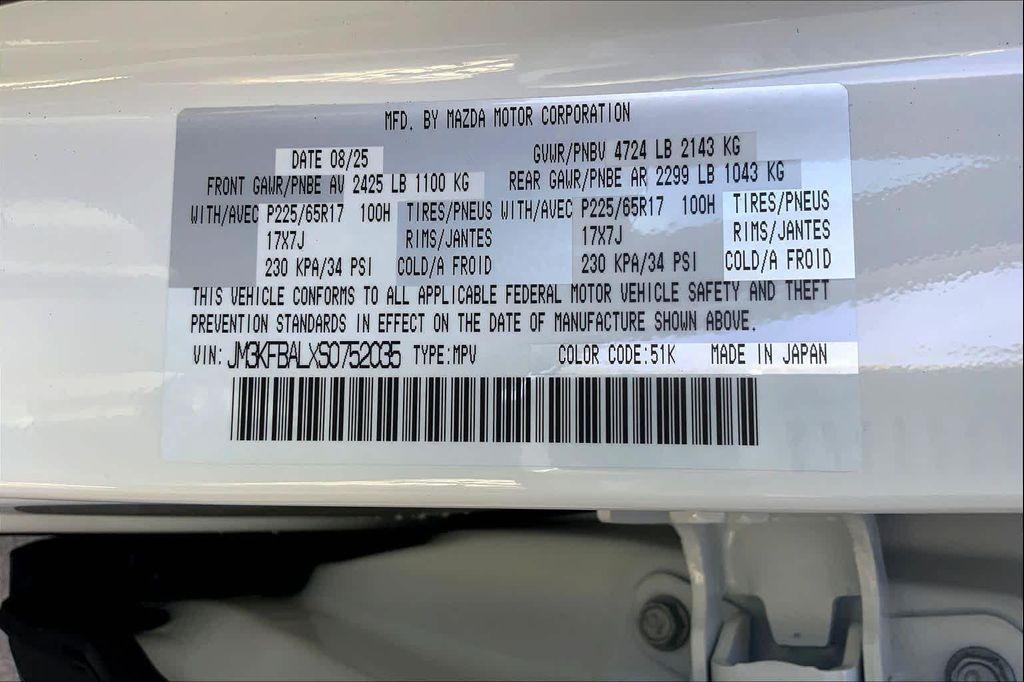 MFD. BY MAZDA MOTOR CORPORATION
DATE 08/25 GVWR/PNBV 4724 LB 2143 KG
FRONT GAWR/PNBE AV 2425 LB 1100 KG REAR GAWR/PNBE AR 2299 LB 1043 KG
WITH/AVEC P225/65R17 100H TIRES/PNEUS WITH/AVEC P225/65R17 100H TIRES/PNEUS
17X7J RIMS/JANTES 17X7J RIMS/JANTES
230 KPA/34 PSI COLD/A FROID 230 KPA/34 PSI COLD/A FROID
THIS VEHICLE CONFORMS TO ALL APPLICABLE FEDERAL MOTOR VEHICLE SAFETY AND THEFT
PREVENTION STANDARDS IN EFFECT ON THE DATE OF MANUFACTURE SHOWN ABOVE.
VIN: JM3KFBALXS0752035 TYPE:MPV COLOR CODE:51K MADE IN JAPAN